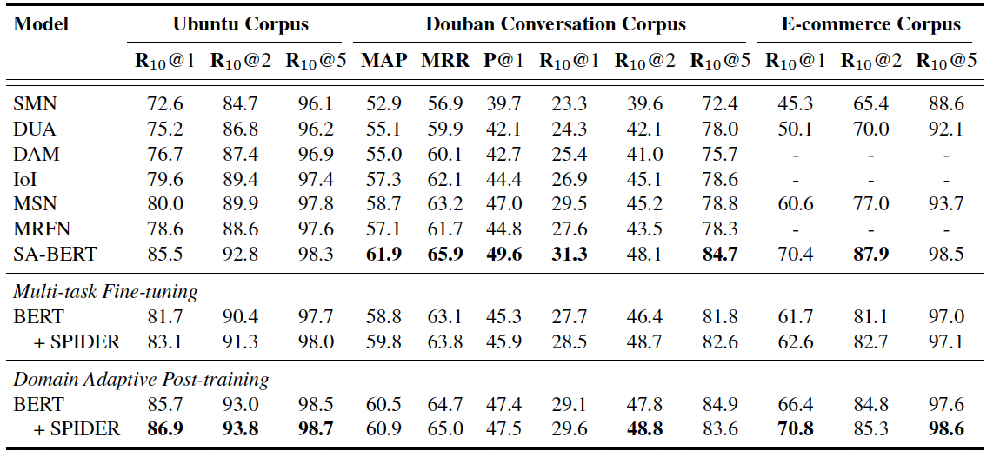 Model Ubuntu Corpus Douban Conversation Corpus E-commerce Corpus
R10@1 R10@2 R10@5 MAP MRR P@1 R10@1 R10@2 R10@5 R10@1 R10@2 R10@5
SMN 72.6 84.7 96.1 52.9 56.9 39.7 23.3 39.6 72.4 45.3 65.4 88.6
DUA 75.2 86.8 96.2 55.1 59.9 42.1 24.3 42.1 78.0 50.1 70.0 92.1
DAM 76.7 87.4 96.9 55.0 60.1 42.7 25.4 41.0 75.7 - - -
IoI 79.6 89.4 97.4 57.3 62.1 44.4 26.9 45.1 78.6 - - -
MSN 80.0 89.9 97.8 58.7 63.2 47.0 29.5 45.2 78.8 60.6 77.0 93.7
MRFN 78.6 88.6 97.6 57.1 61.7 44.8 27.6 43.5 78.3 - - -
SA-BERT 85.5 92.8 98.3 61.9 65.9 49.6 31.3 48.1 84.7 70.4 87.9 98.5
Multi-task Fine-tuning
BERT 81.7 90.4 97.7 58.8 63.1 45.3 27.7 46.4 81.8 61.7 81.1 97.0
+ SPIDER 83.1 91.3 98.0 59.8 63.8 45.9 28.5 48.7 82.6 62.6 82.7 97.1
Domain Adaptive Post-training
BERT 85.7 93.0 98.5 60.5 64.7 47.4 29.1 47.8 84.9 66.4 84.8 97.6
+ SPIDER 86.9 93.8 98.7 60.9 65.0 47.5 29.6 48.8 83.6 70.8 85.3 98.6